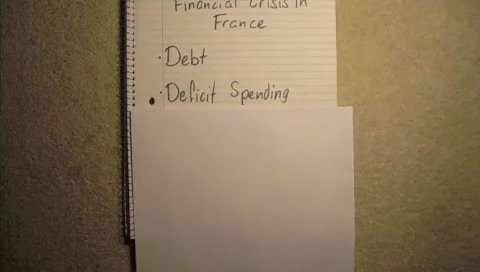 Financial Crisis in
France
· Debt
· Deficit Spending